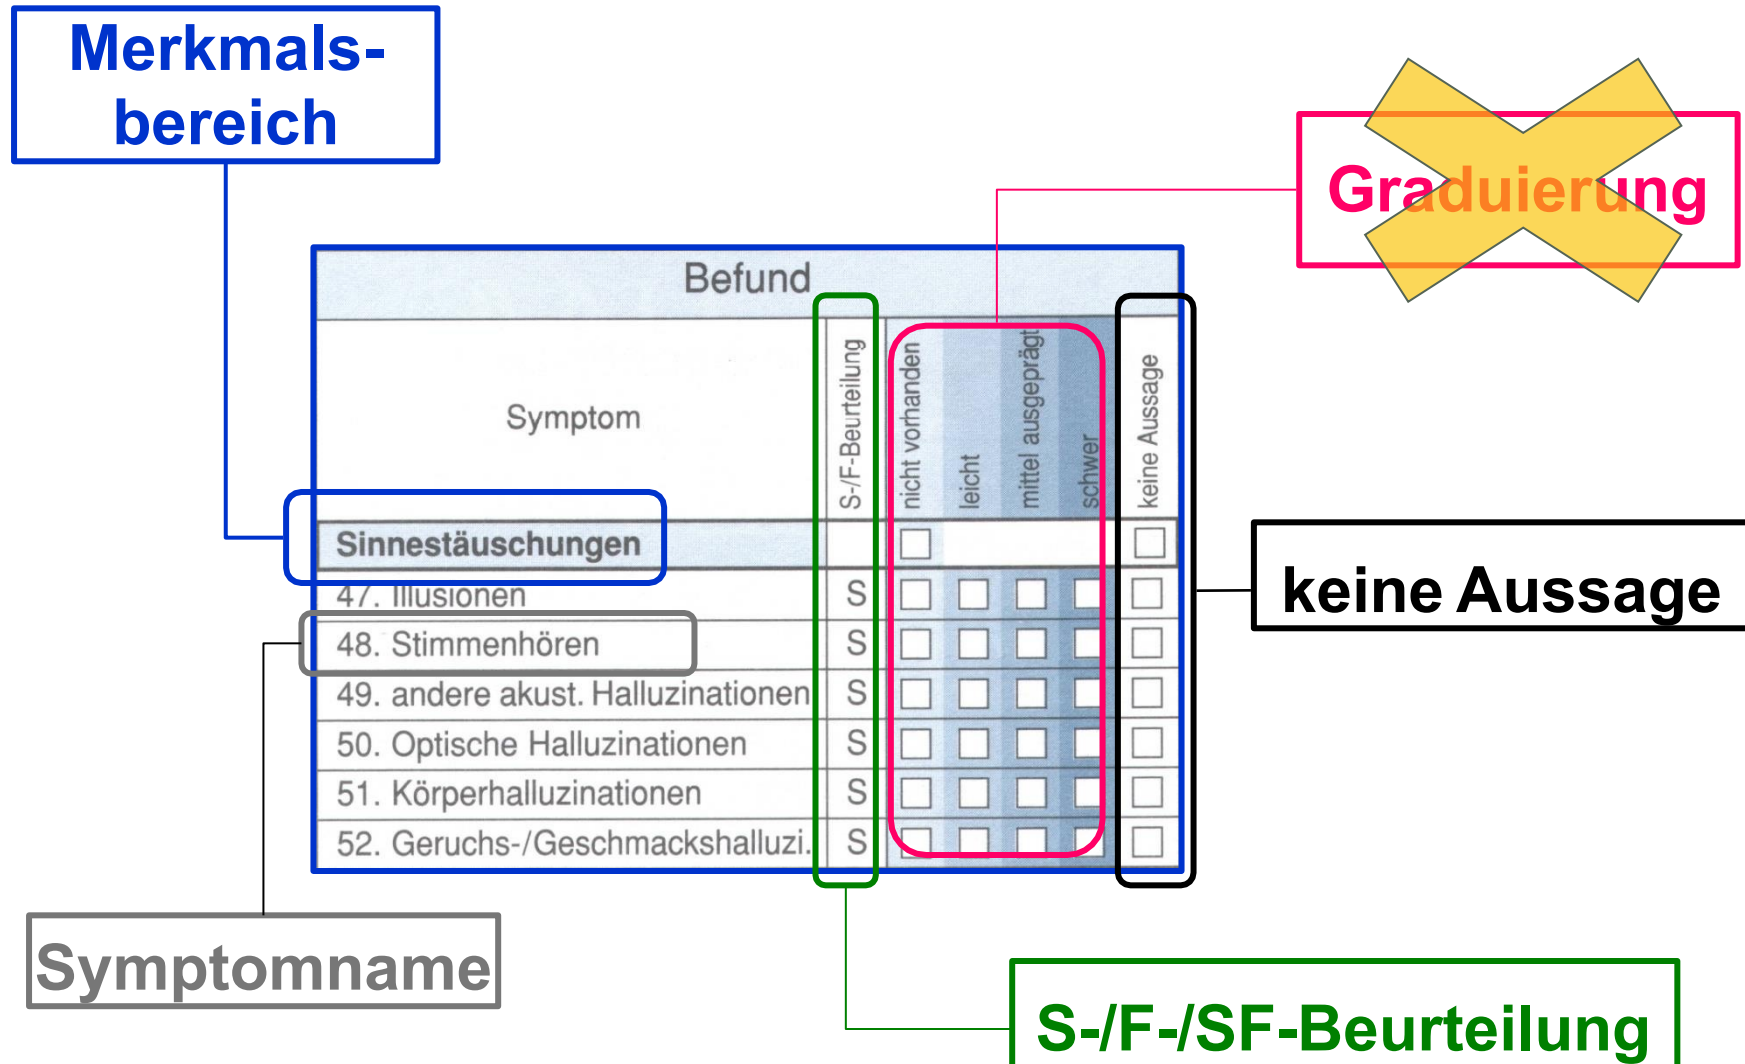 Merkmals-
bereich
Graduierung
Befund
Symptom
S-/F-Beurteilung
nicht vorhanden
leicht
mittel ausgeprägt
schwer
keine Aussage
Sinnestäuschungen
47. Illusionen S
48. Stimmenhören S
49. andere akust. Halluzinationen S
50. Optische Halluzinationen S
51. Körperhalluzinationen S
52. Geruchs-/Geschmackshalluzi. S
keine Aussage
Symptomname
S-/F-/SF-Beurteilung